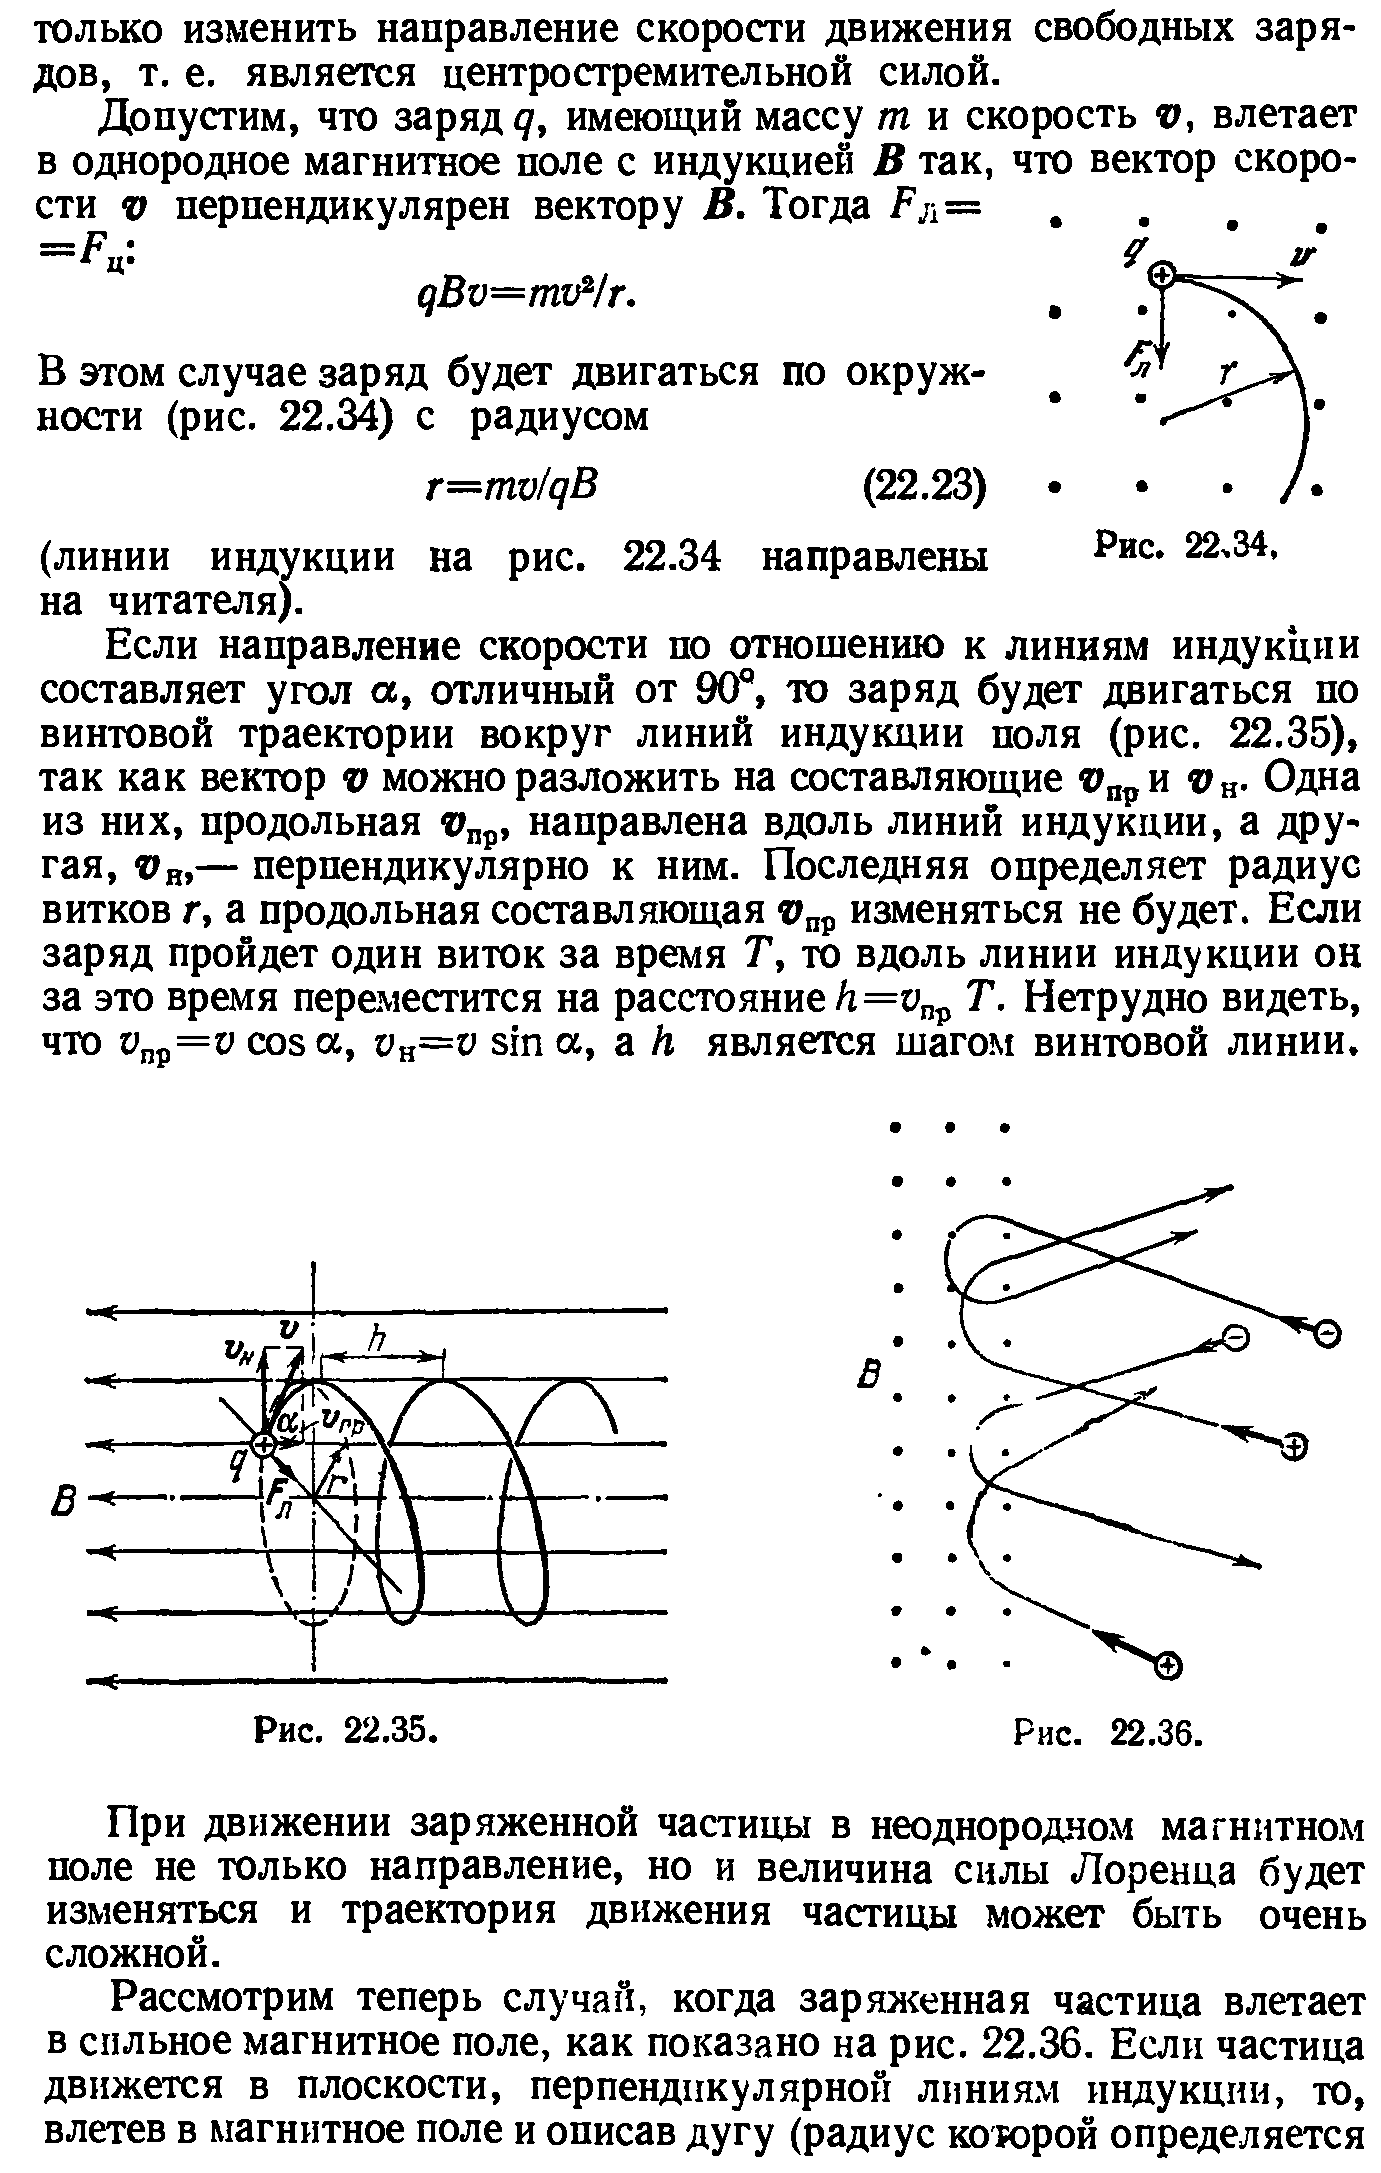 только изменить направление скорости движения свободных заря-
дов, т. е. является центростремительной силой.
Допустим, что заряд q, имеющий массу m и скорость v, влетает
в однородное магнитное поле с индукцией B так, что вектор скоро-
сти v перпендикулярен вектору B. Тогда Fл=
=Fц:
qBv=mv²/r.
В этом случае заряд будет двигаться по окруж-
ности (рис. 22.34) с радиусом
r=mv/qB (22.23)
(линии индукции на рис. 22.34 направлены
на читателя).
q
v
Fл
r
Рис. 22.34.
Если направление скорости по отношению к линиям индукции
составляет угол α, отличный от 90°, то заряд будет двигаться по
винтовой траектории вокруг линий индукции поля (рис. 22.35),
так как вектор v можно разложить на составляющие vпр и vн. Одна
из них, продольная vпр, направлена вдоль линий индукции, а дру-
гая, vн,— перпендикулярно к ним. Последняя определяет радиус
витков r, а продольная составляющая vпр изменяться не будет. Если
заряд пройдет один виток за время T, то вдоль линии индукции он
за это время переместится на расстояние h=vпр T. Нетрудно видеть,
что vпр=v cos α, vн=v sin α, а h является шагом винтовой линии.
vн
v
h
α
vпр
q
Fл
r
B
Рис. 22.35.
B
Рис. 22.36.
При движении заряженной частицы в неоднородном магнитном
поле не только направление, но и величина силы Лоренца будет
изменяться и траектория движения частицы может быть очень
сложной.
Рассмотрим теперь случай, когда заряженная частица влетает
в сильное магнитное поле, как показано на рис. 22.36. Если частица
движется в плоскости, перпендикулярной линиям индукции, то,
влетев в магнитное поле и описав дугу (радиус которой определяется